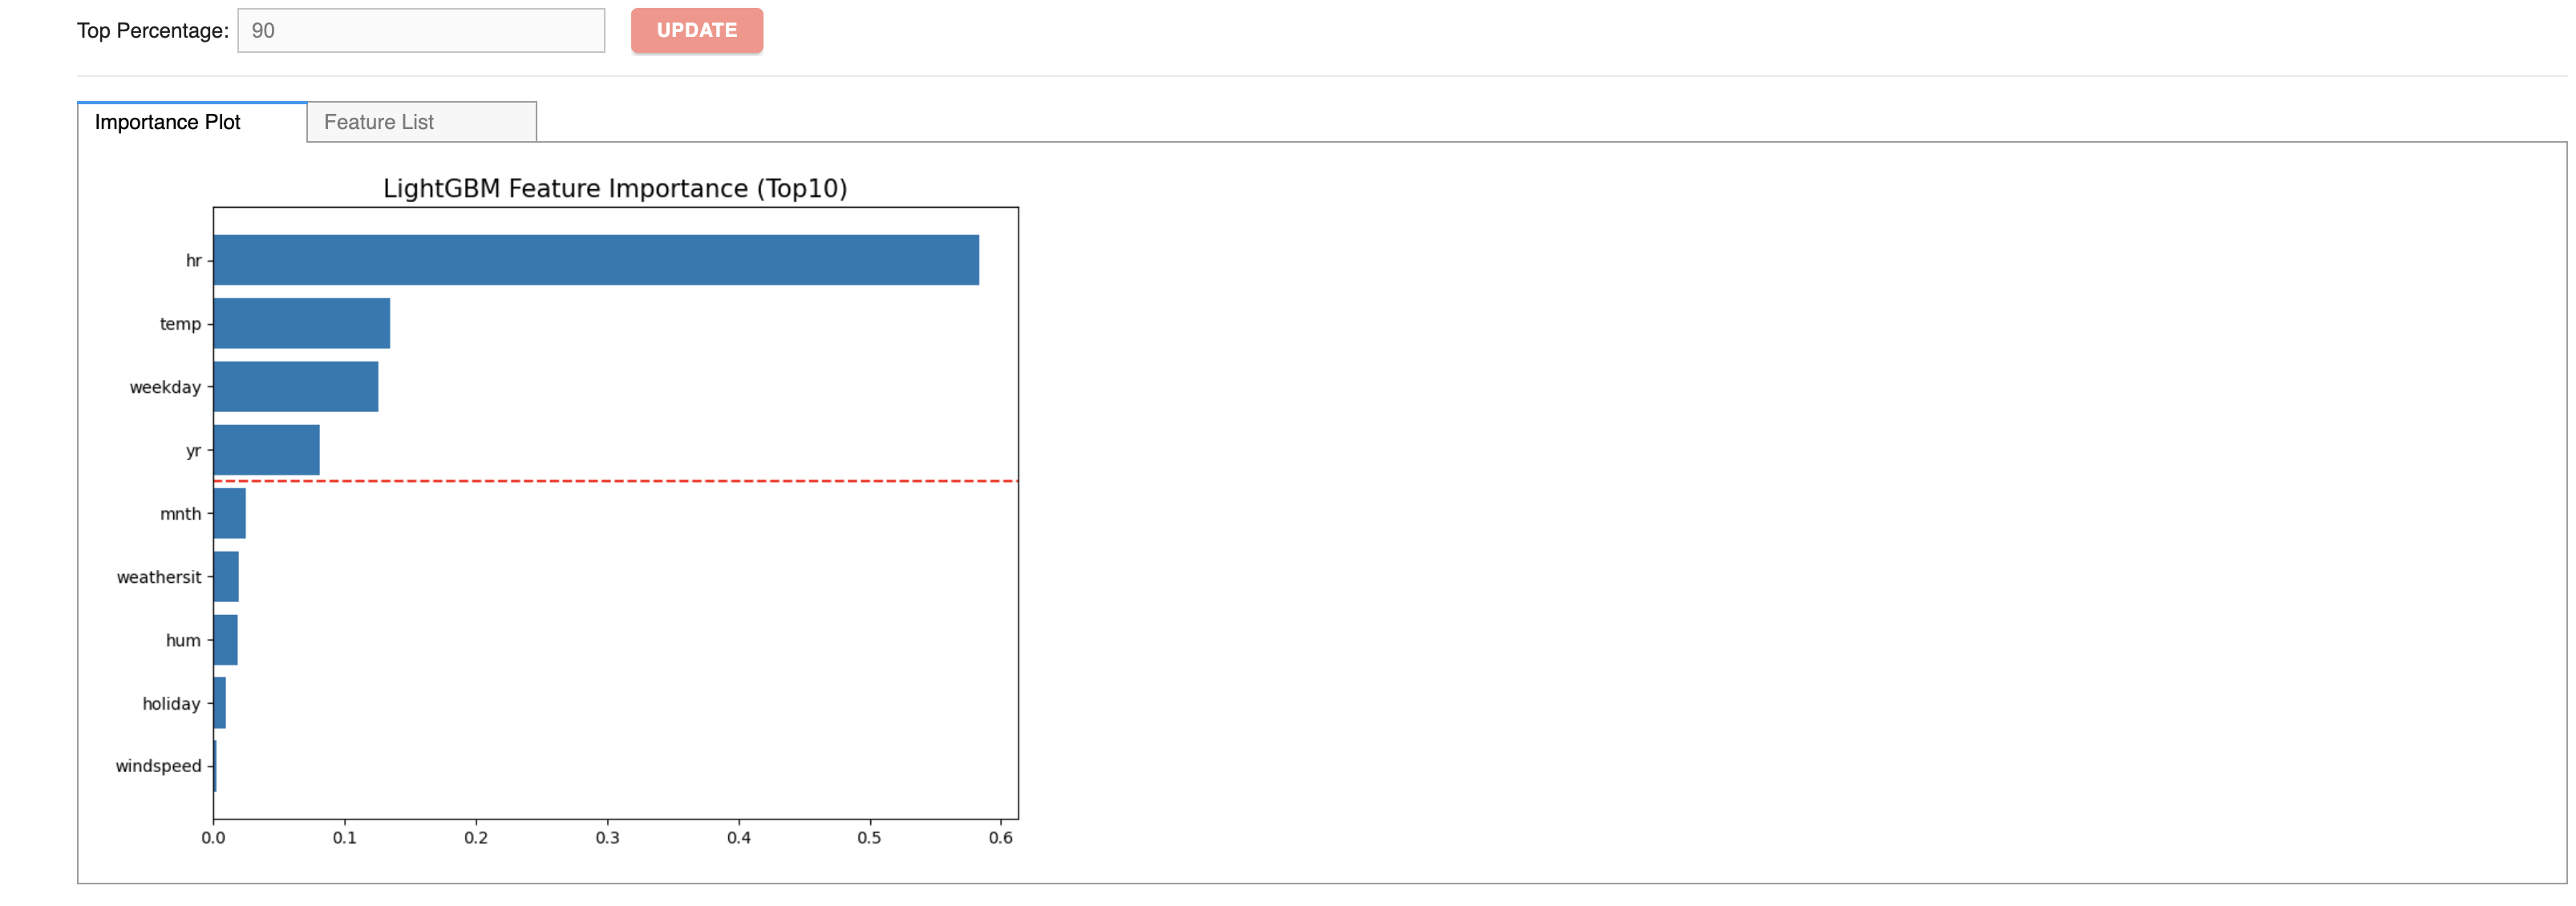 Top Percentage: 90 UPDATE
Importance Plot Feature List
LightGBM Feature Importance (Top10)
hr
temp
weekday
yr
mnth
weathersit
hum
holiday
windspeed
0.0 0.1 0.2 0.3 0.4 0.5 0.6